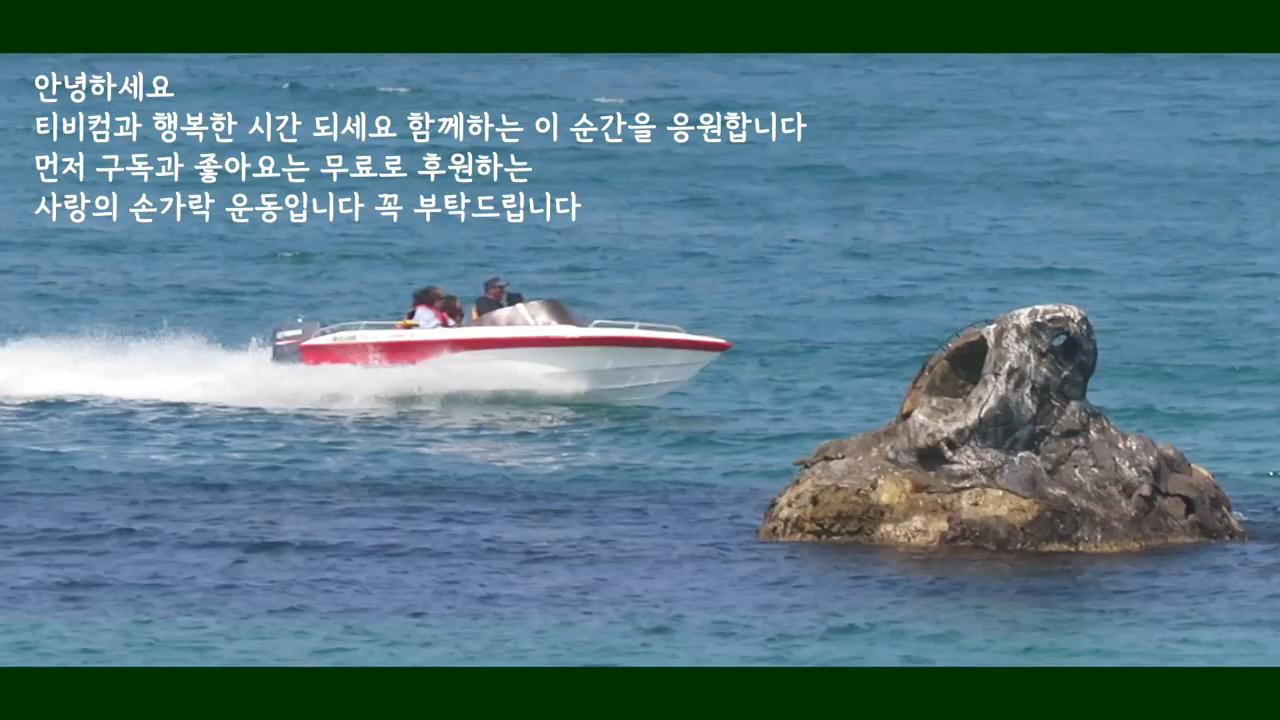 안녕하세요
티비컴과 행복한 시간 되세요 함께하는 이 순간을 응원합니다
먼저 구독과 좋아요는 무료로 후원하는
사랑의 손가락 운동입니다 꼭 부탁드립니다